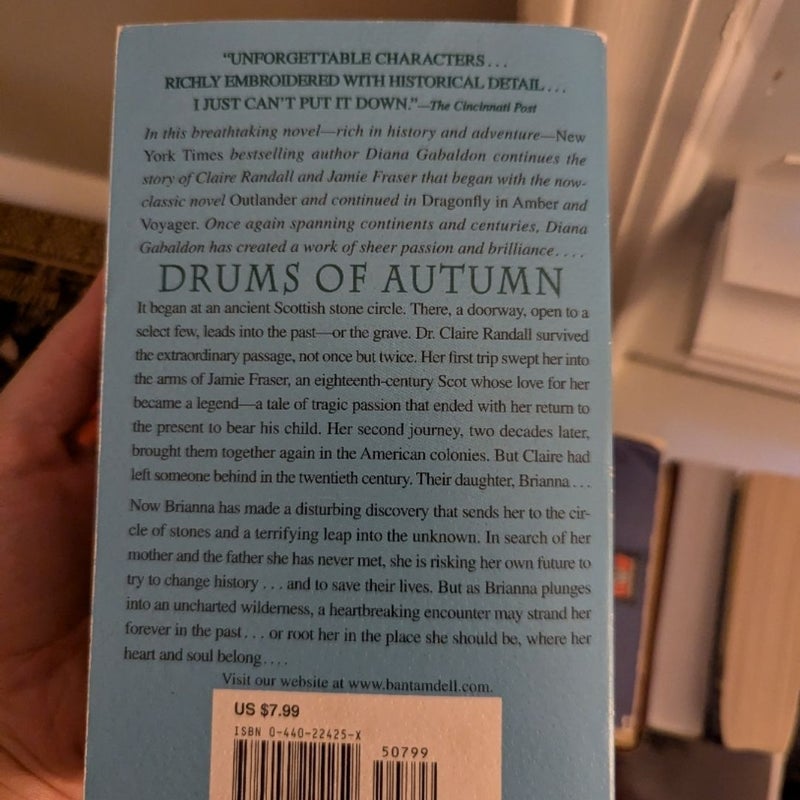 "UNFORGETTABLE CHARACTERS...
RICHLY EMBROIDERED WITH HISTORICAL DETAIL...
I JUST CAN'T PUT IT DOWN."—The Cincinnati Post
In this breathtaking novel—rich in history and adventure—New
York Times bestselling author Diana Gabaldon continues the
story of Claire Randall and Jamie Fraser that began with the now-
classic novel Outlander and continued in Dragonfly in Amber and
Voyager. Once again spanning continents and centuries, Diana
Gabaldon has created a work of sheer passion and brilliance....
DRUMS OF AUTUMN
It began at an ancient Scottish stone circle. There, a doorway, open to a
select few, leads into the past—or the grave. Dr. Claire Randall survived
the extraordinary passage, not once but twice. Her first trip swept her into
the arms of Jamie Fraser, an eighteenth-century Scot whose love for her
became a legend—a tale of tragic passion that ended with her return to
the present to bear his child. Her second journey, two decades later,
brought them together again in the American colonies. But Claire had
left someone behind in the twentieth century. Their daughter, Brianna...
Now Brianna has made a disturbing discovery that sends her to the cir-
cle of stones and a terrifying leap into the unknown. In search of her
mother and the father she has never met, she is risking her own future to
try to change history...and to save their lives. But as Brianna plunges
into an uncharted wilderness, a heartbreaking encounter may strand her
forever in the past...or root her in the place she should be, where her
heart and soul belong....
Visit our website at www.bantamdell.com.
US $7.99
ISBN 0-440-22425-X
50799